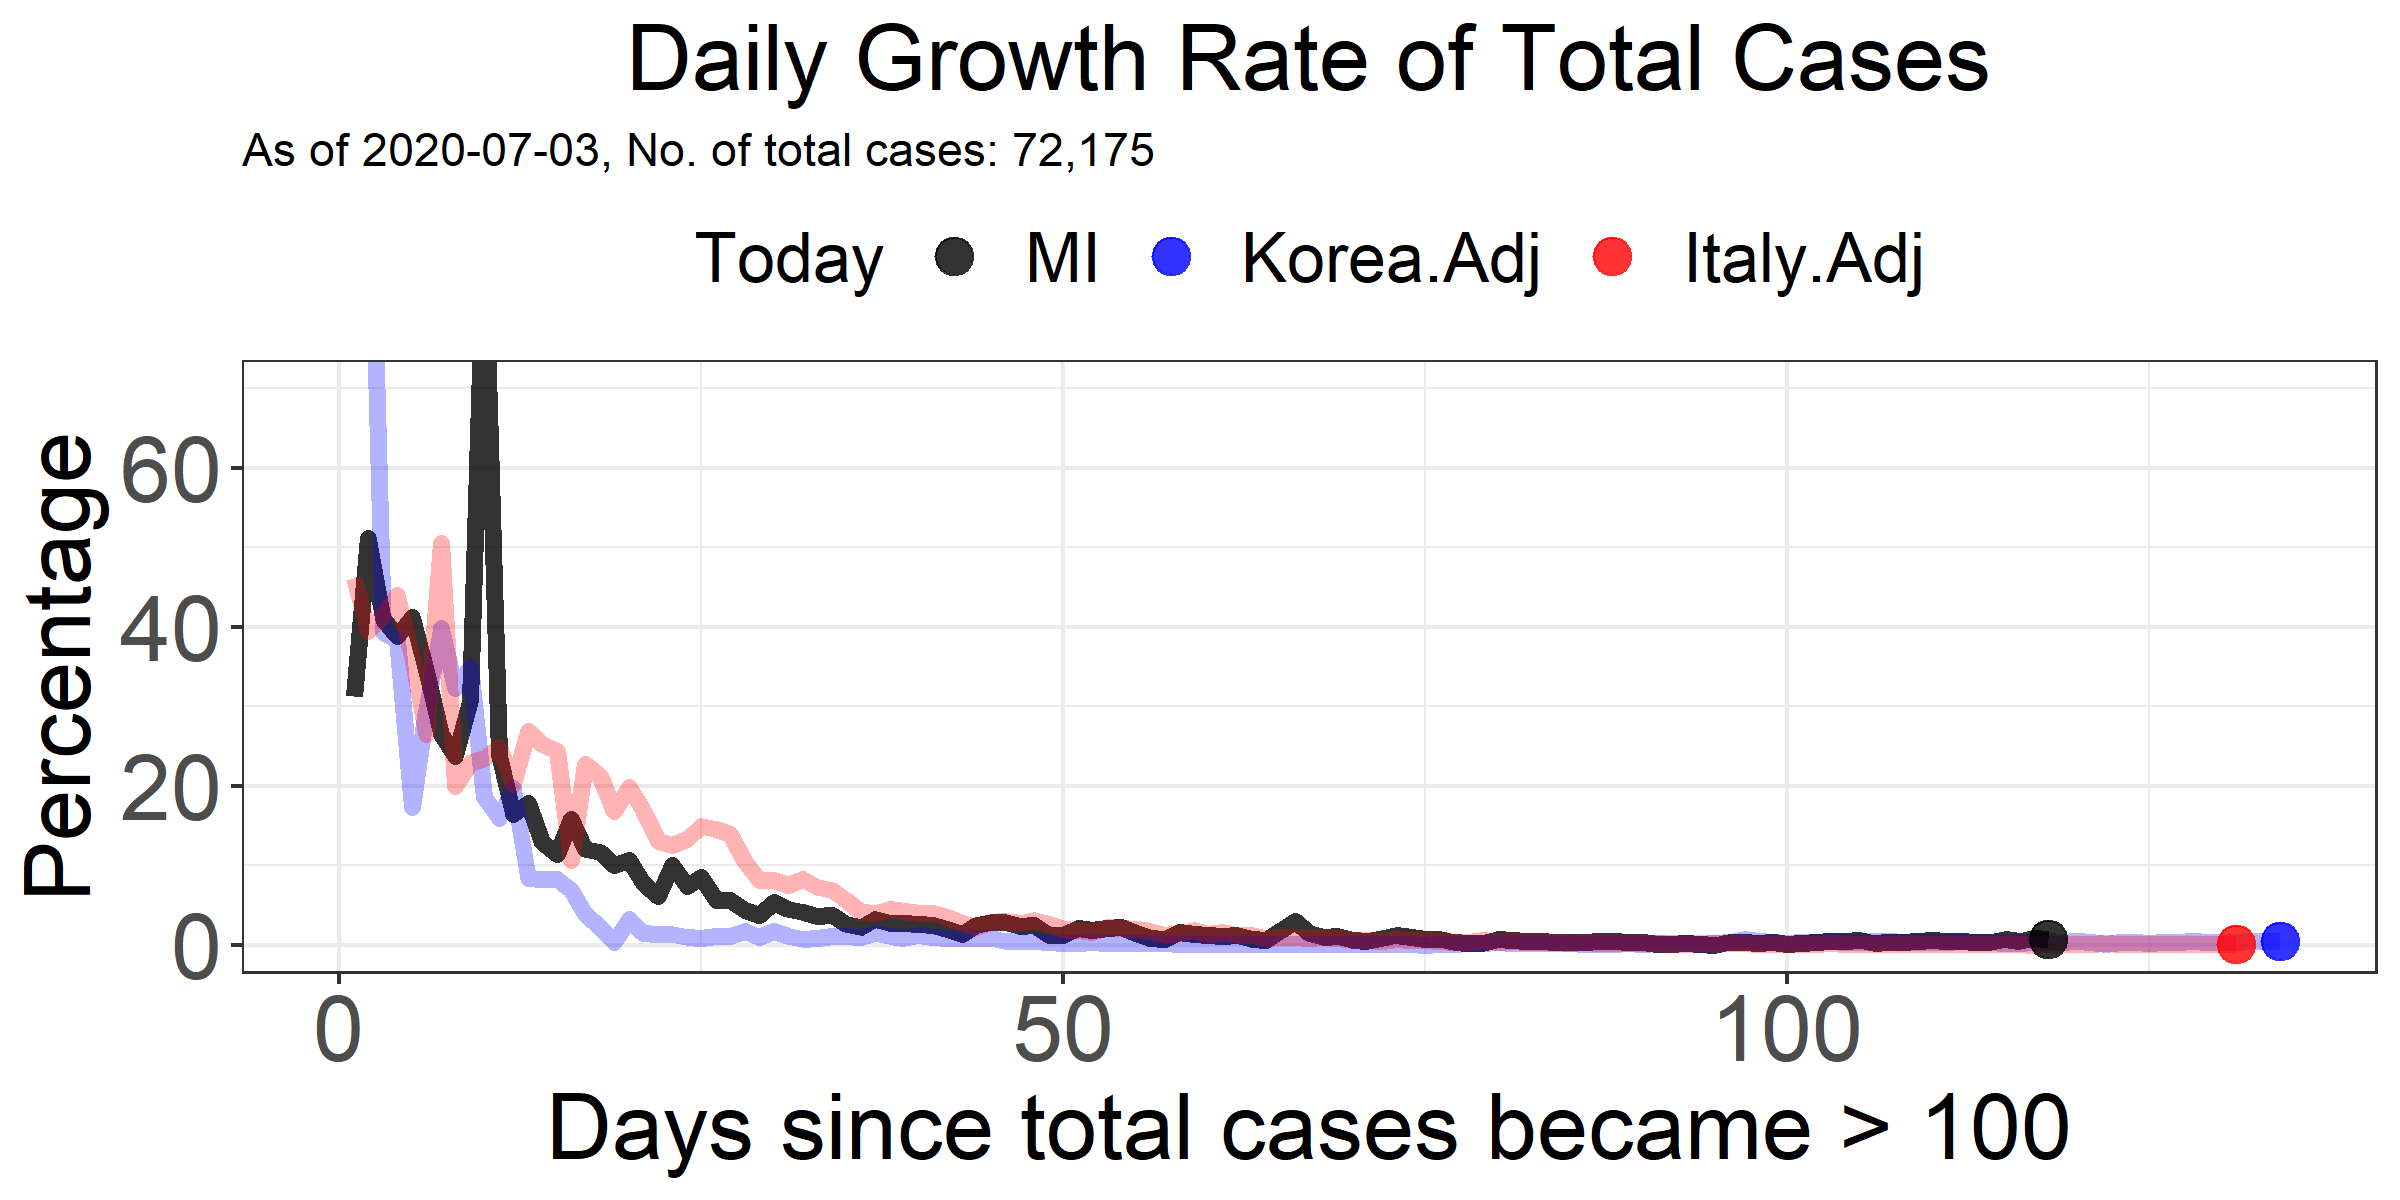 Daily Growth Rate of Total Cases
As of 2020-07-03, No. of total cases: 72,175
Today MI Korea.Adj Italy.Adj
Percentage
60
40
20
0
0 50 100
Days since total cases became > 100